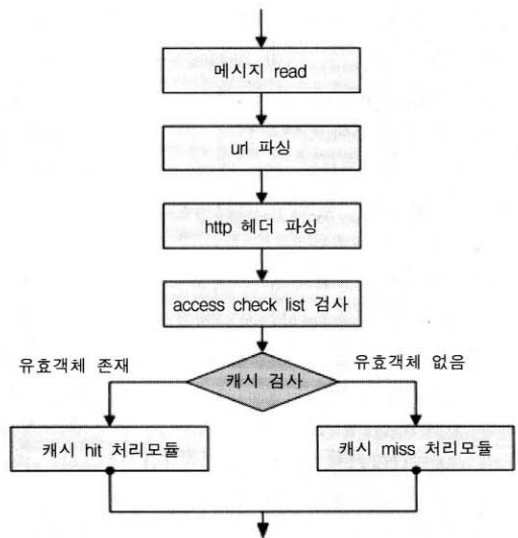 메시지 read
url 파싱
http 헤더 파싱
access check list 검사
유효객체 존재
유효객체 없음
캐시 검사
캐시 hit 처리모듈
캐시 miss 처리모듈